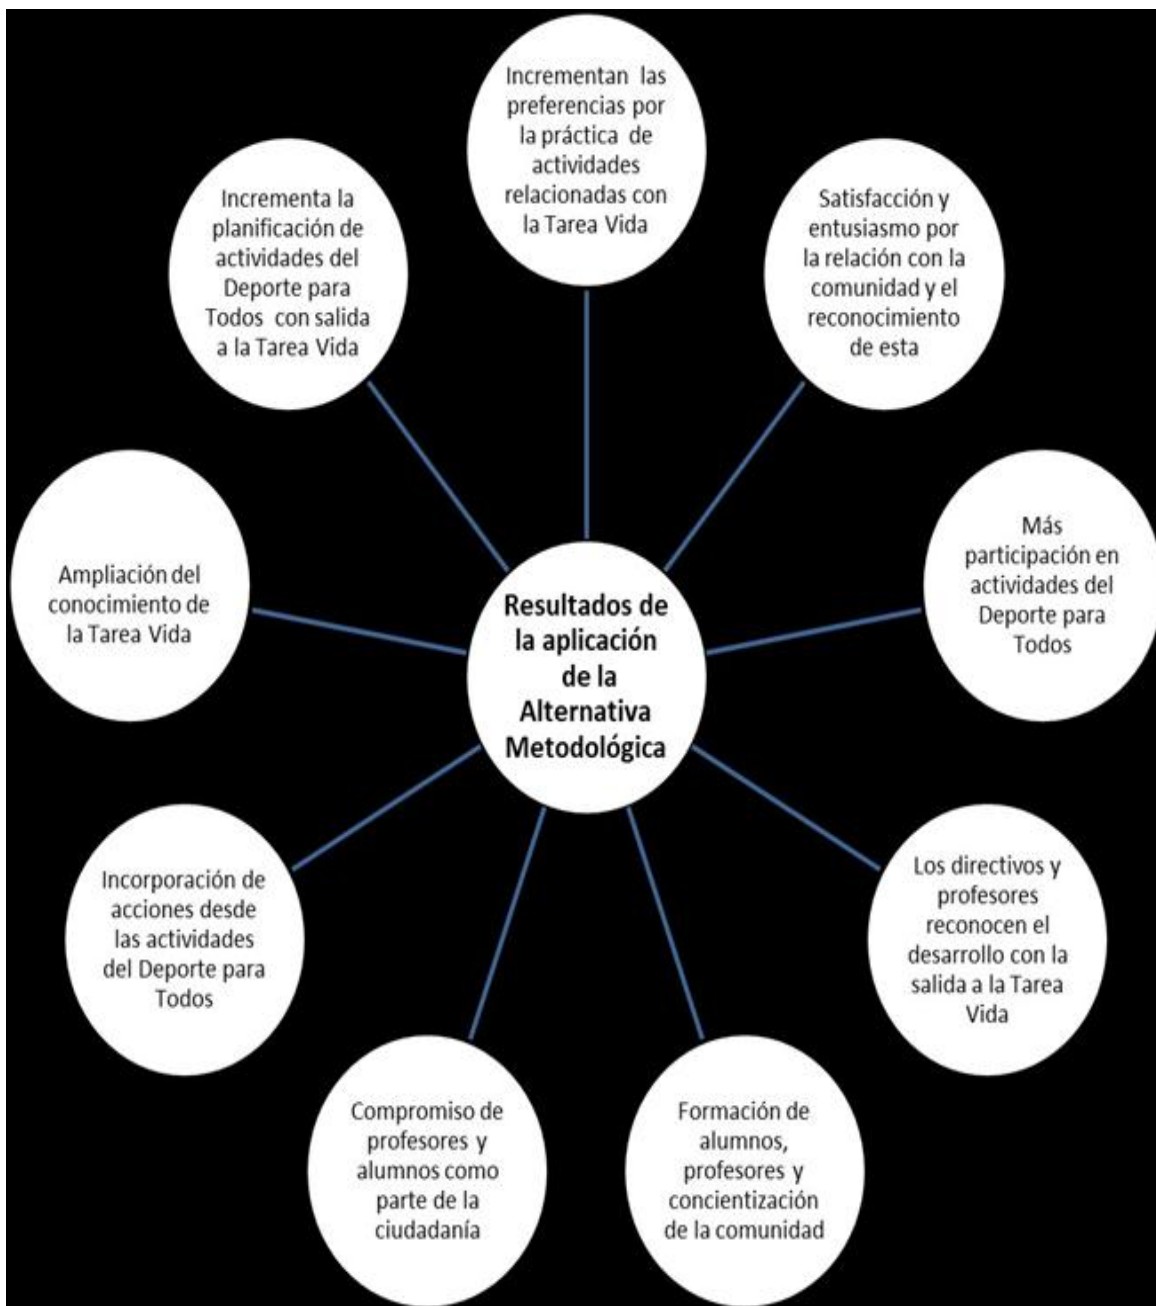 Incrementan las
preferencias por
la práctica de
actividades
relacionadas con
la Tarea Vida
Satisfacción y
entusiasmo por
la relación con la
comunidad y el
reconocimiento
de esta
Más
participación en
actividades del
Deporte para
Todos
Los directivos y
profesores
reconocen el
desarrollo con la
salida a la Tarea
Vida
Formación de
alumnos,
profesores y
concientización
de la comunidad
Compromiso de
profesores y
alumnos como
parte de la
ciudadanía
Incorporación de
acciones desde
las actividades
del Deporte para
Todos
Ampliación del
conocimiento de
la Tarea Vida
Incrementa la
planificación de
actividades del
Deporte para
Todos con salida
a la Tarea Vida
Resultados de
la aplicación
de la
Alternativa
Metodológica